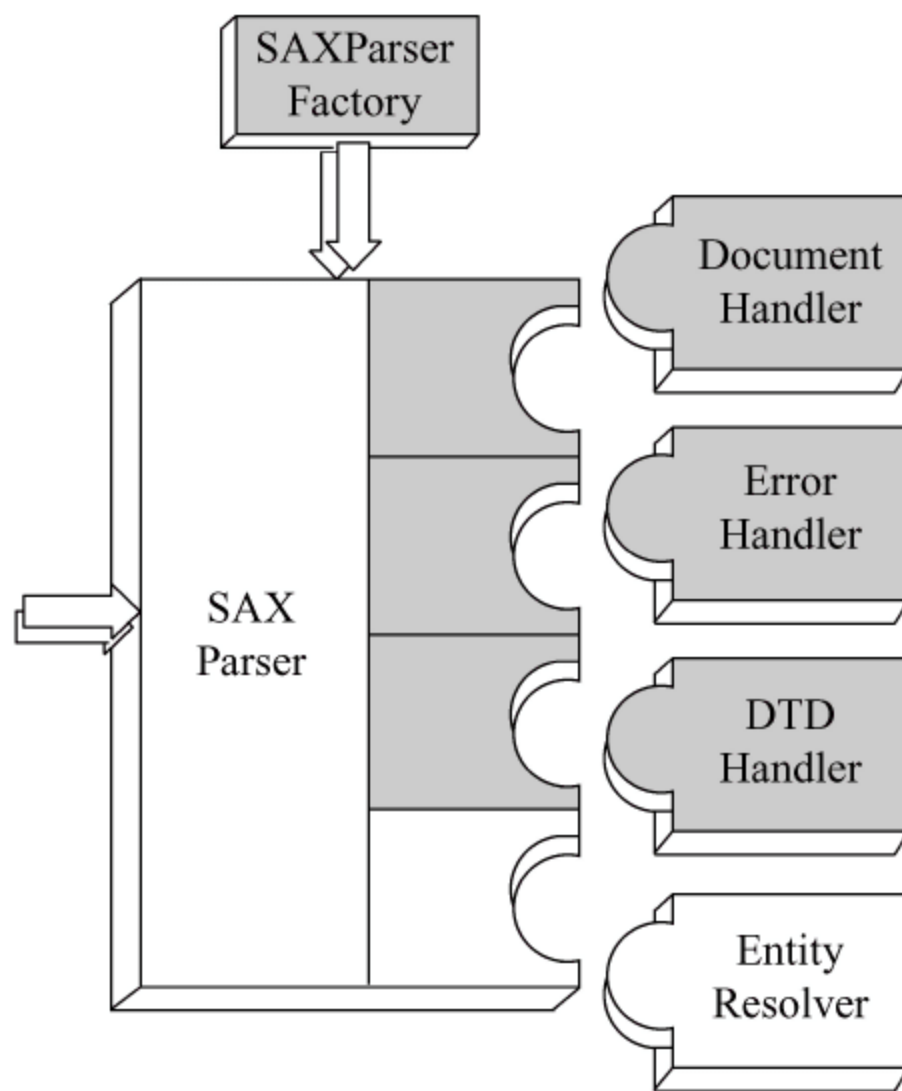 SAXParser
Factory
Document
Handler
Error
Handler
SAX
Parser
DTD
Handler
Entity
Resolver